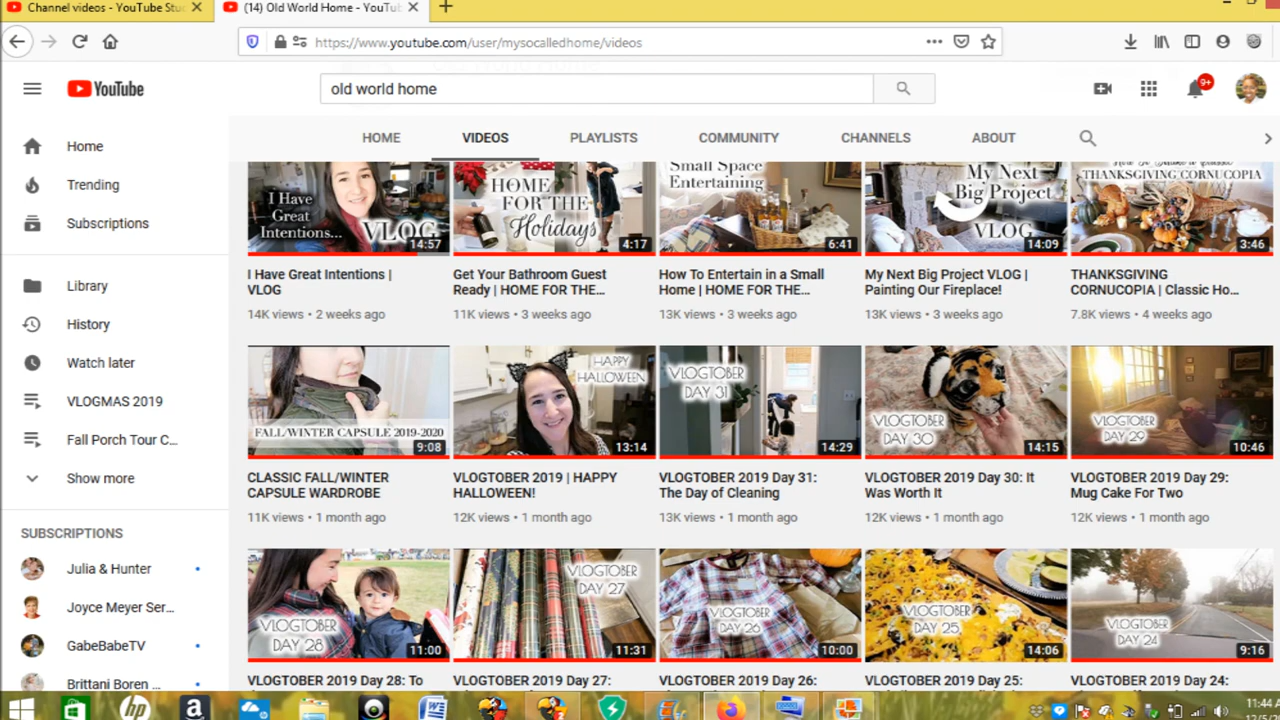 Channel videos - YouTube Stu
(14) Old World Home - YouTub
https://www.youtube.com/user/mysocalledhome/videos
YouTube
old world home
9+
HOME VIDEOS PLAYLISTS COMMUNITY CHANNELS ABOUT
Home
Trending
Subscriptions
Library
History
Watch later
VLOGMAS 2019
Fall Porch Tour C...
Show more
SUBSCRIPTIONS
Julia & Hunter
Joyce Meyer Ser...
GabeBabeTV
Brittani Boren ...
I Have
Great
Intentions...
VLOG
14:57
I Have Great Intentions |
VLOG
14K views • 2 weeks ago
HOME
FOR THE
Holidays
4:17
Get Your Bathroom Guest
Ready | HOME FOR THE...
11K views • 3 weeks ago
Small Space
Entertaining
6:41
How To Entertain in a Small
Home | HOME FOR THE...
13K views • 3 weeks ago
My Next
Big Project
VLOG
14:09
My Next Big Project VLOG |
Painting Our Fireplace!
13K views • 3 weeks ago
THANKSGIVING CORNUCOPIA
3:46
THANKSGIVING
CORNUCOPIA | Classic Ho...
7.8K views • 4 weeks ago
FALL/WINTER CAPSULE 2019-2020
9:08
CLASSIC FALL/WINTER
CAPSULE WARDROBE
11K views • 1 month ago
HAPPY
HALLOWEEN!
13:14
VLOGTOBER 2019 | HAPPY
HALLOWEEN!
12K views • 1 month ago
VLOGTOBER
DAY 31
14:29
VLOGTOBER 2019 Day 31:
The Day of Cleaning
13K views • 1 month ago
VLOGTOBER
DAY 30
14:15
VLOGTOBER 2019 Day 30: It
Was Worth It
12K views • 1 month ago
VLOGTOBER
DAY 29
10:46
VLOGTOBER 2019 Day 29:
Mug Cake For Two
12K views • 1 month ago
VLOGTOBER
DAY 28
11:00
VLOGTOBER 2019 Day 28: To
VLOGTOBER
DAY 27
11:31
VLOGTOBER 2019 Day 27:
VLOGTOBER
DAY 26
10:00
VLOGTOBER 2019 Day 26:
VLOGTOBER
DAY 25
14:06
VLOGTOBER 2019 Day 25:
VLOGTOBER
DAY 24
9:16
VLOGTOBER 2019 Day 24:
hp
a
11:44